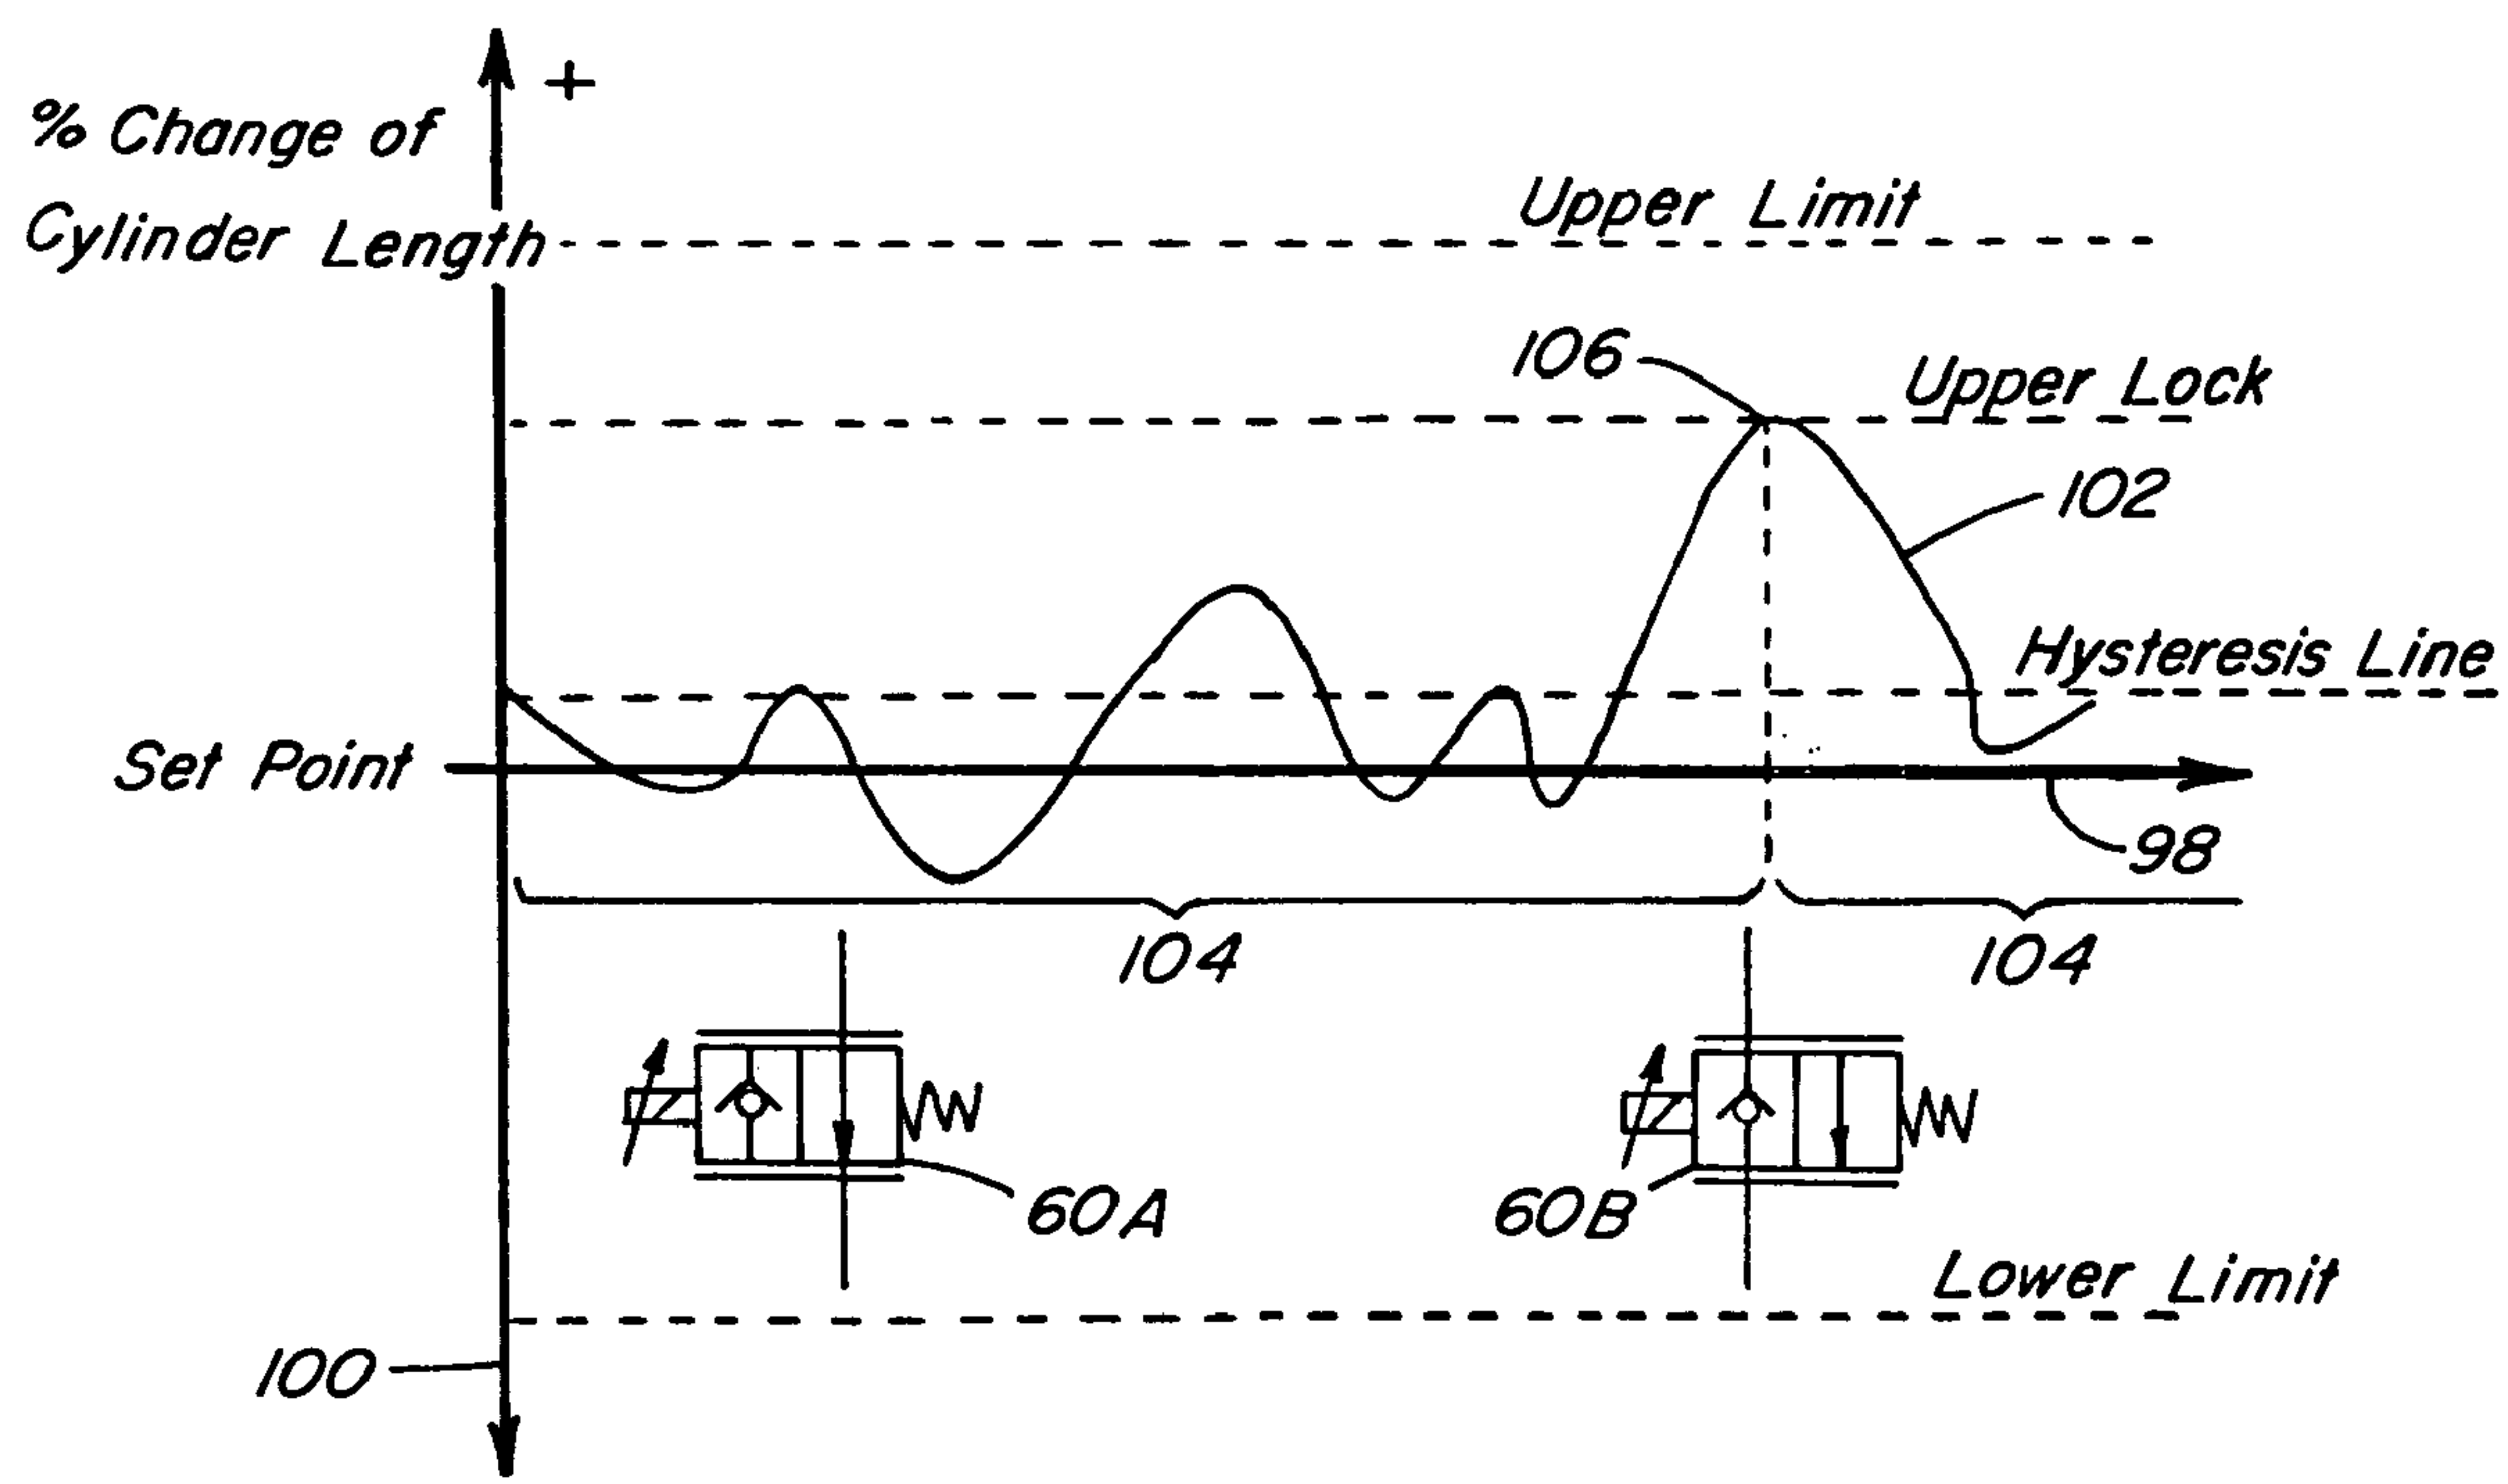 +
% Change of
Cylinder Length
Upper Limit
106
Upper Lock
102
Hysteresis Line
Set Point
98
104
104
60A
60B
Lower Limit
100